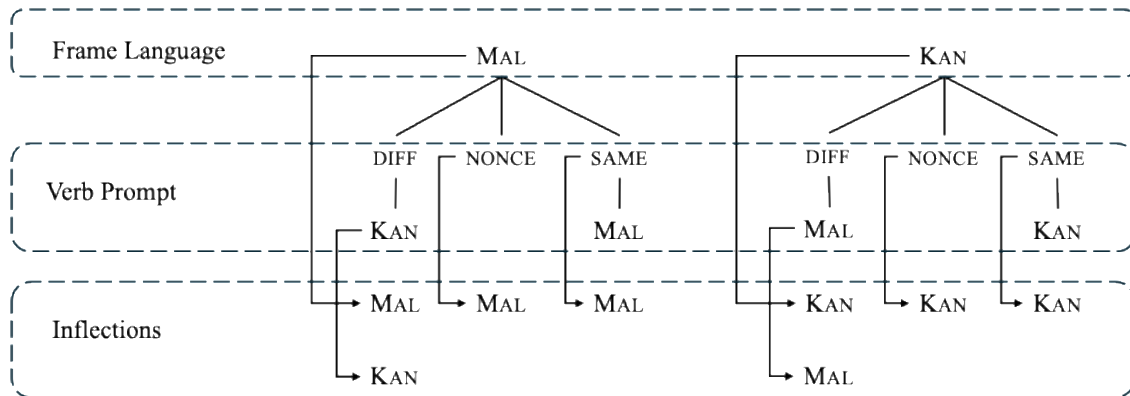 Frame Language MAL KAN
DIFF NONCE SAME DIFF NONCE SAME
Verb Prompt
KAN MAL MAL KAN
MAL MAL MAL KAN KAN KAN
Inflections
KAN MAL